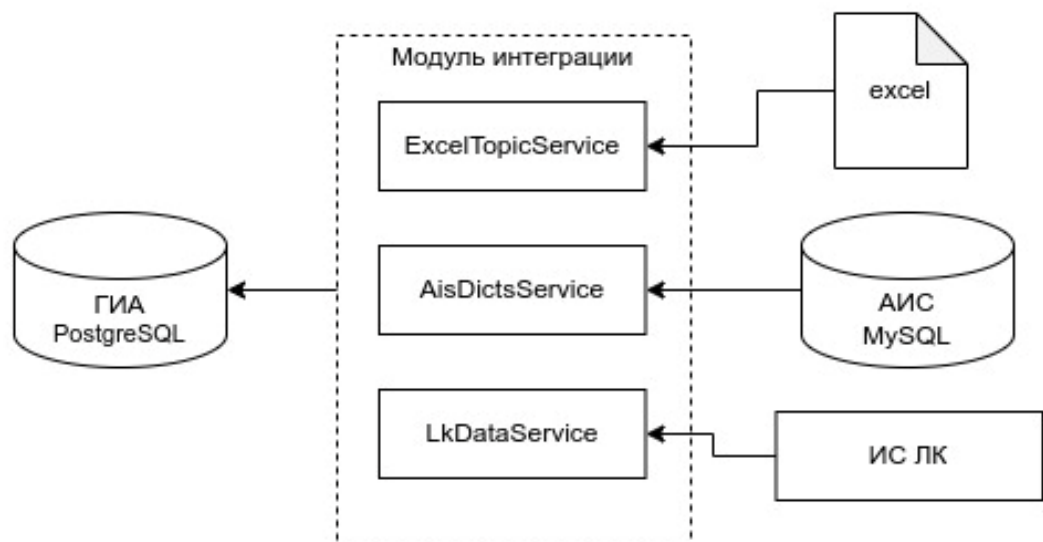 Модуль интеграции
excel
ExcelTopicService
ГИА
PostgreSQL
AisDictsService
АИС
MySQL
LkDataService
ИС ЛК